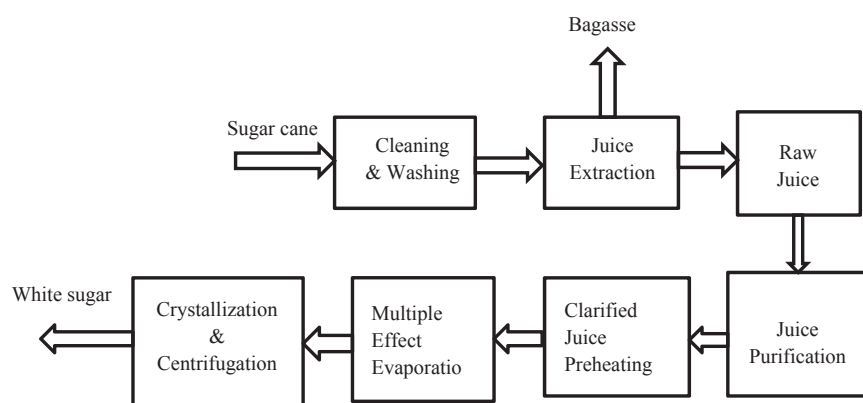 Bagasse
Sugar cane
Cleaning
& Washing
Juice
Extraction
Raw
Juice
Juice
Purification
Clarified
Juice
Preheating
Multiple
Effect
Evaporatio
Crystallization
&
Centrifugation
White sugar